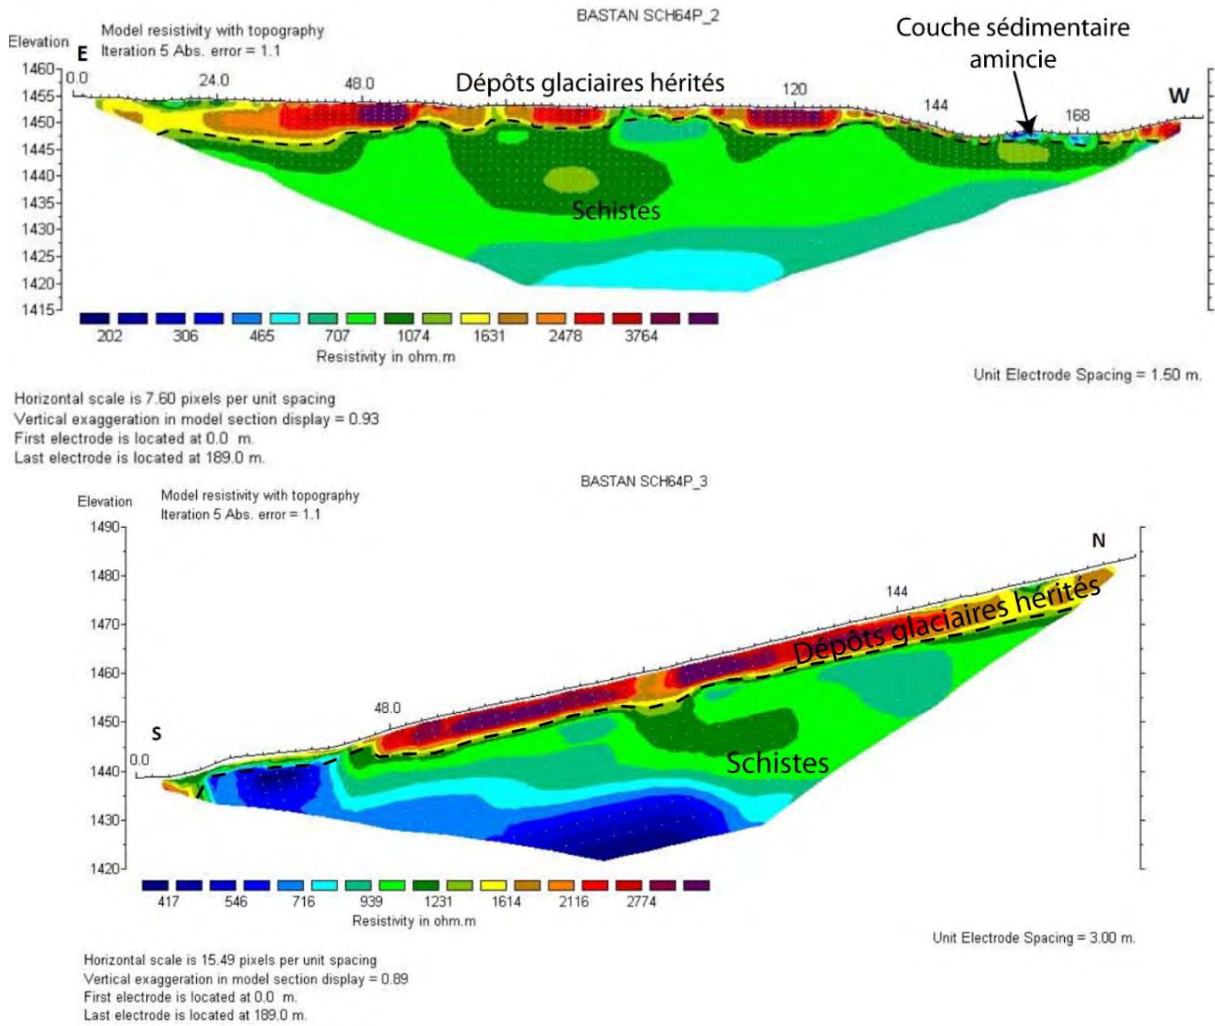 BASTAN SCH64P_2
Model resistivity with topography
Elevation
Iteration 5 Abs. error = 1.1
E
Couche sédimentaire
amincie
Dépôts glaciaires hérités
W
0.0 24.0 48.0 120 144 168
1460
1455
1450
1445
1440
1430
1420
1415
Schistes
202 306 465 707 1074 1631 2478 3764
Resistivity in ohm.m
Unit Electrode Spacing = 1.50 m.
Horizontal scale is 7.60 pixels per unit spacing
Vertical exaggeration in model section display = 0.93
First electrode is located at 0.0 m.
Last electrode is located at 189.0 m.
BASTAN SCH64P_3
Elevation
Model resistivity with topography
Iteration 5 Abs. error = 1.1
1490
1480
1470
1460
1450
1440
1430
1420
N
S
0.0 48.0 144
Dépôts glaciaires hérités
Schistes
417 546 716 939 1231 1614 2116 2774
Resistivity in ohm.m
Unit Electrode Spacing = 3.00 m.
Horizontal scale is 15.49 pixels per unit spacing
Vertical exaggeration in model section display = 0.89
First electrode is located at 0.0 m.
Last electrode is located at 189.0 m.